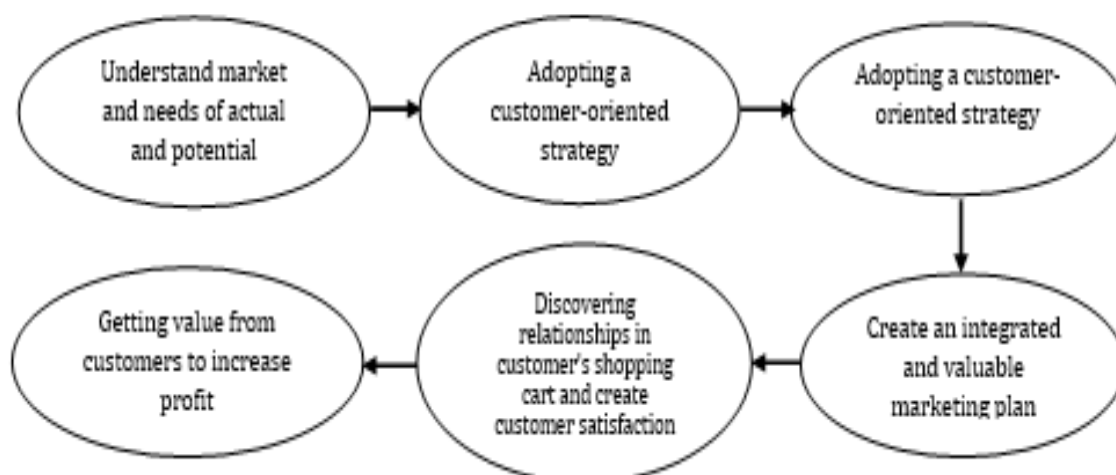 Understand market
and needs of actual
and potential
Adopting a
customer-oriented
strategy
Adopting a customer-
oriented strategy
Create an integrated
and valuable
marketing plan
Discovering
relationships in
customer's shopping
cart and create
customer satisfaction
Getting value from
customers to increase
profit